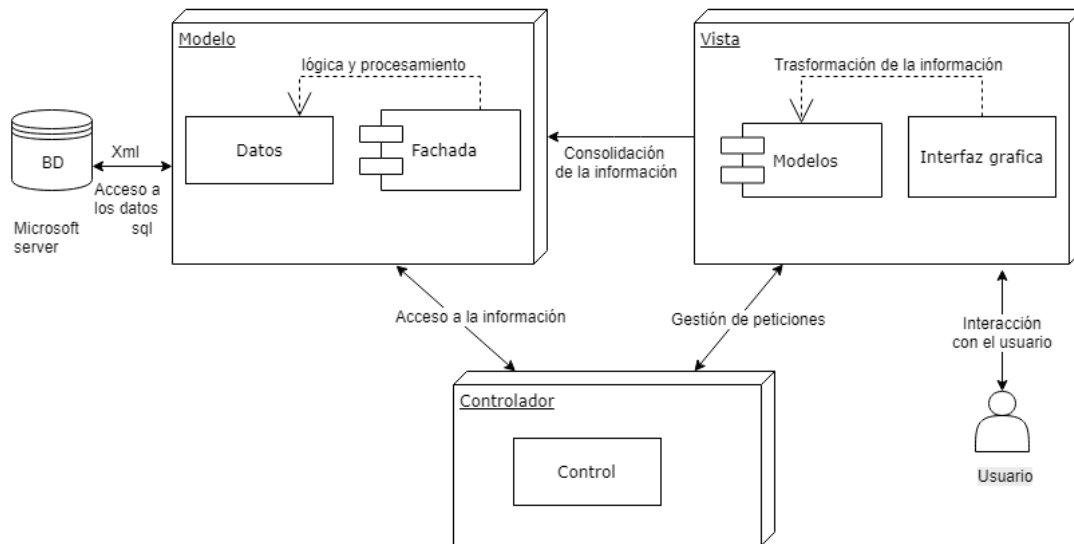 Modelo
lógica y procesamiento
Datos
Fachada
BD
Xml
Acceso a
los datos
sql
Microsoft
server
Consolidación
de la información
Vista
Trasformación de la información
Modelos
Interfaz grafica
Acceso a la información
Gestión de peticiones
Interacción
con el usuario
Usuario
Controlador
Control